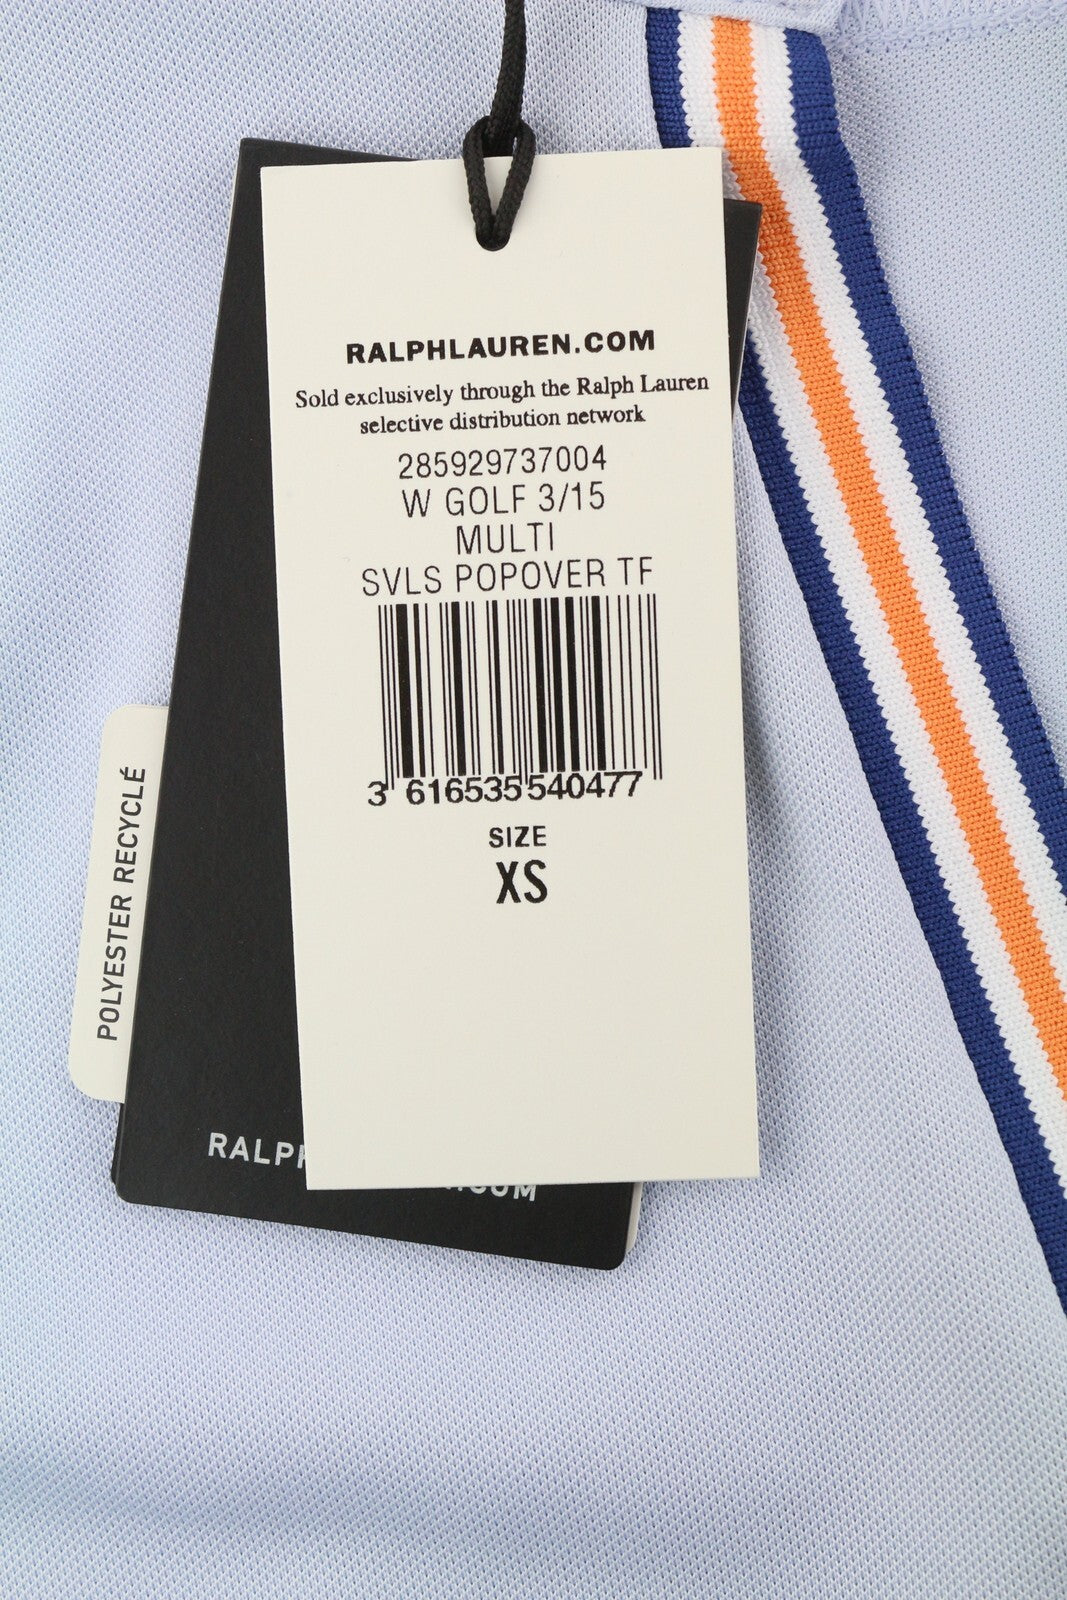 RALPHLAUREN.COM
Sold exclusively through the Ralph Lauren
selective distribution network
285929737004
W GOLF 3/15
MULTI
SVLS POPOVER TF
3 616535 540477
SIZE
XS
POLYESTER RECYCLÉ